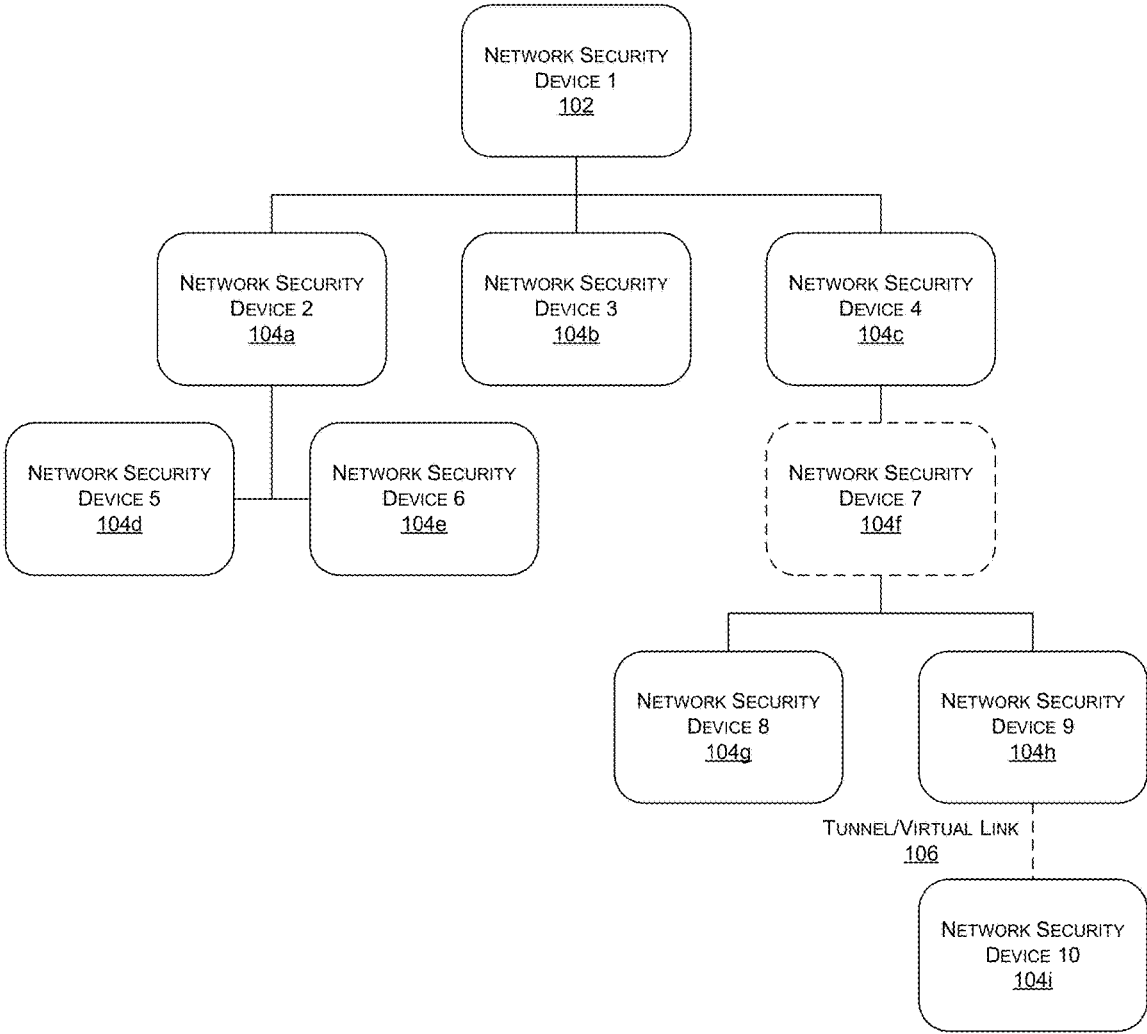 NETWORK SECURITY
DEVICE 1
102
NETWORK SECURITY
DEVICE 2
104a
NETWORK SECURITY
DEVICE 3
104b
NETWORK SECURITY
DEVICE 4
104c
NETWORK SECURITY
DEVICE 5
104d
NETWORK SECURITY
DEVICE 6
104e
NETWORK SECURITY
DEVICE 7
104f
NETWORK SECURITY
DEVICE 8
104g
NETWORK SECURITY
DEVICE 9
104h
TUNNEL/VIRTUAL LINK
106
NETWORK SECURITY
DEVICE 10
104i